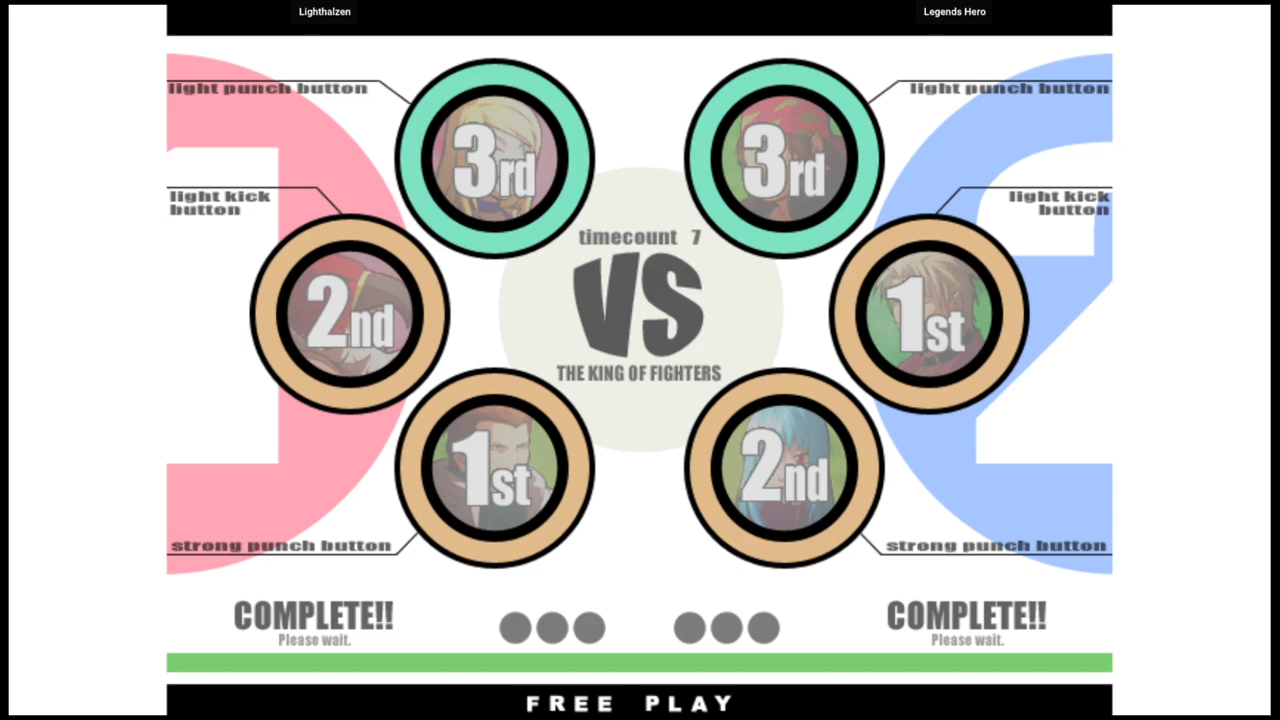 Lighthalzen
Legends Hero
light punch button
light punch button
3rd
3rd
light kick
button
light kick
button
timecount 7
VS
THE KING OF FIGHTERS
2nd
1st
1st
2nd
strong punch button
strong punch button
COMPLETE!!
Please wait.
COMPLETE!!
Please wait.
FREE PLAY